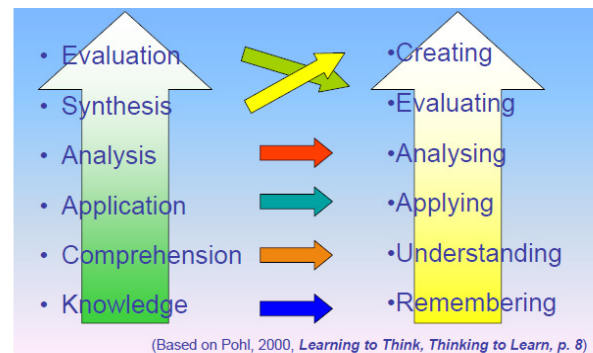 • Evaluation
• Synthesis
• Analysis
• Application
• Comprehension
• Knowledge
•Creating
•Evaluating
•Analysing
•Applying
•Understanding
•Remembering
(Based on Pohl, 2000, Learning to Think, Thinking to Learn, p. 8)